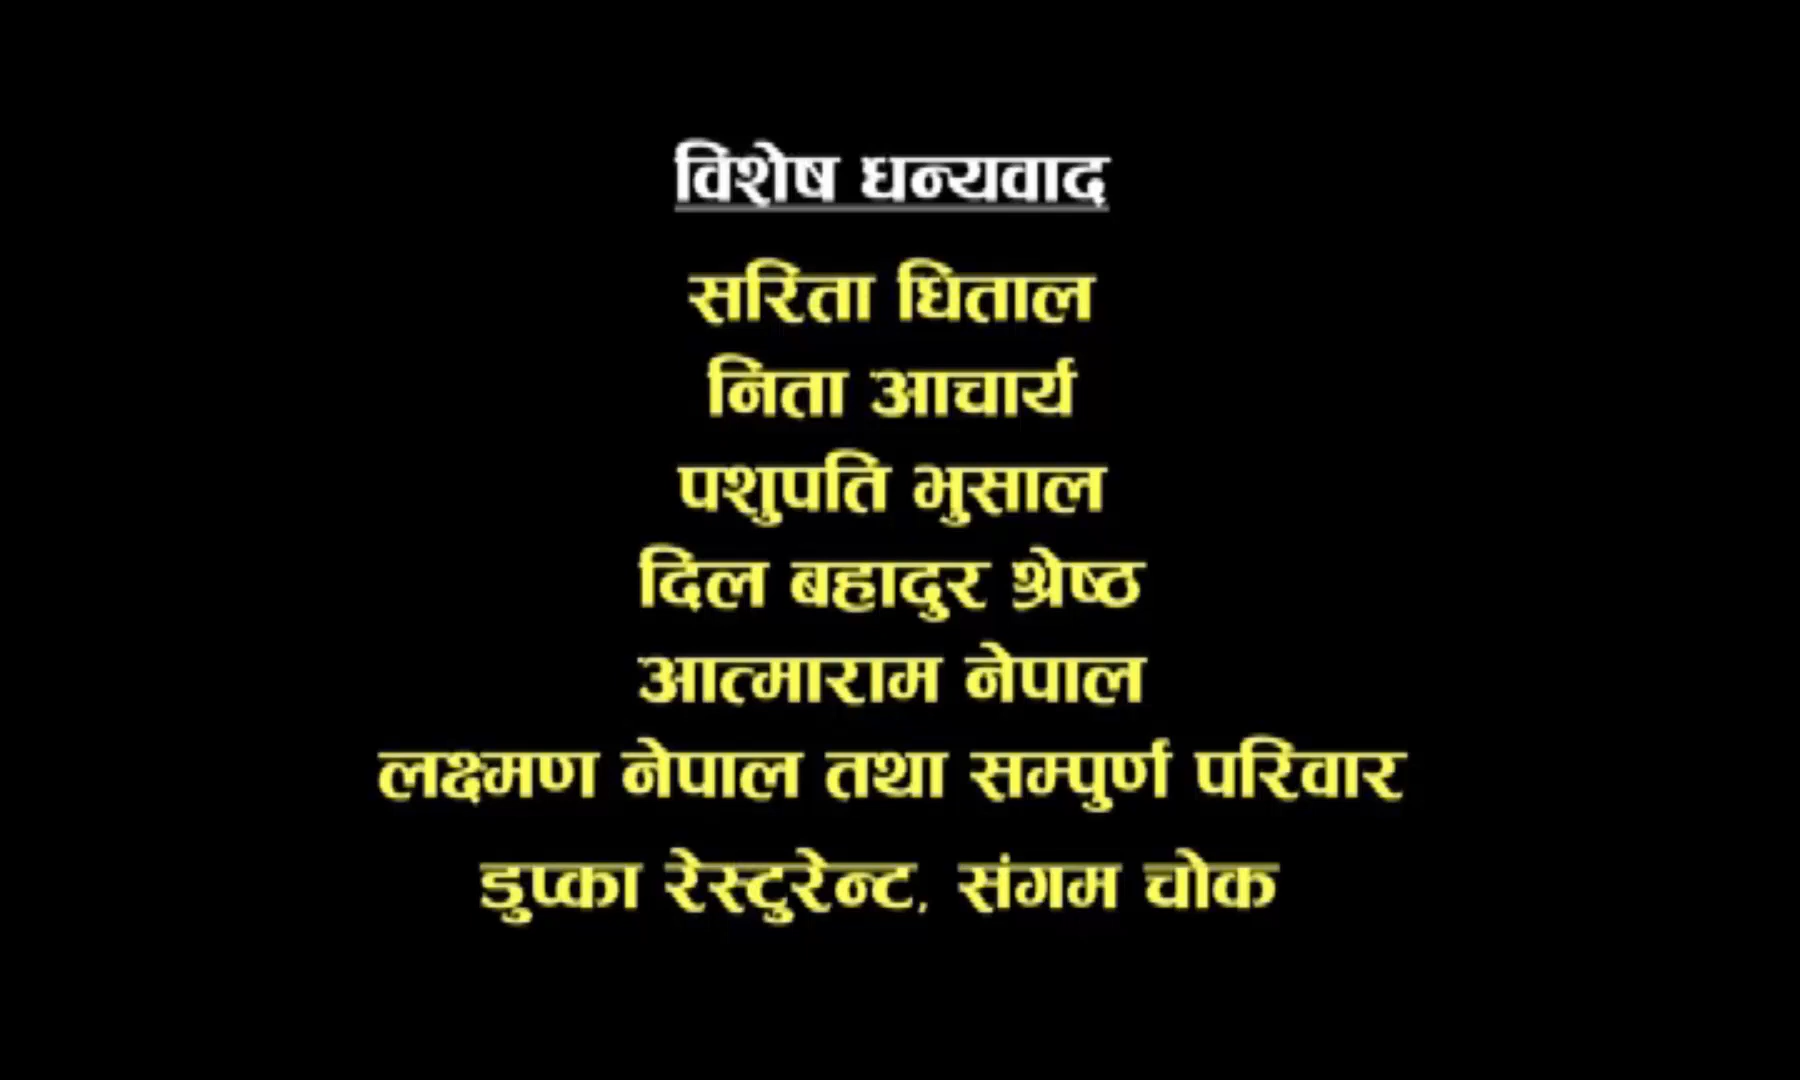 विशेष धन्यवाद
सरिता धिताल
निता आचार्य
पशुपति भुसाल
दिल बहादुर श्रेष्ठ
आत्माराम नेपाल
लक्ष्मण नेपाल तथा सम्पुर्ण परिवार
डुप्का रेस्टुरेन्ट, संगम चोक